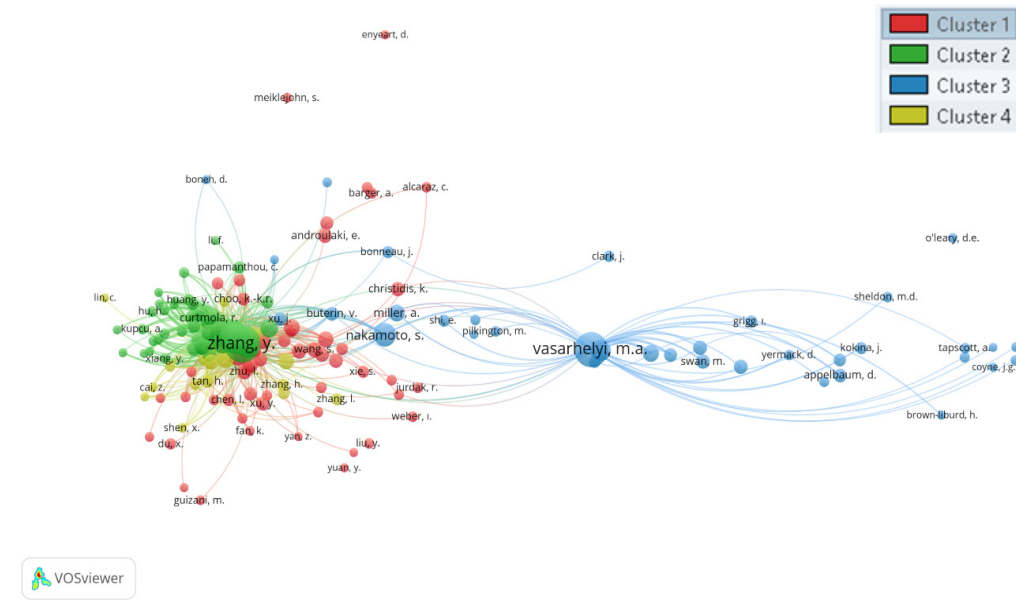 enyeart, d.
Cluster 1
Cluster 2
Cluster 3
Cluster 4
meiklejohn, s.
boneh, d.
barger, a.
alcaraz, c.
li, f.
androulaki, e.
bonneau, j.
clark, j.
o'leary, d.e.
papamanthou, c.
christidis, k.
lin, c.
huang, y.
choo, k.-k.r.
sheldon, m.d.
hu, h.
curtmola, r.
xu, j.
buterin, v.
miller, a.
shi, e.
pilkington, m.
grigg, i.
kupcu, a.
zhang, y.
nakamoto, s.
wang, s.
vasarhelyi, m.a.
swan, m.
yermack, d.
kokina, j.
tapscott, a.
xiang, y.
zhu, l.
xie, s.
coyne, j.g.
appelbaum, d.
cai, z.
tan, h.
zhang, h.
jurdak, r.
chen, l.
xu, y.
zhang, l.
weber, i.
brown-liburd, h.
shen, x.
fan, k.
yan, z.
du, x.
liu, y.
yuan, y.
guizani, m.
VOSviewer